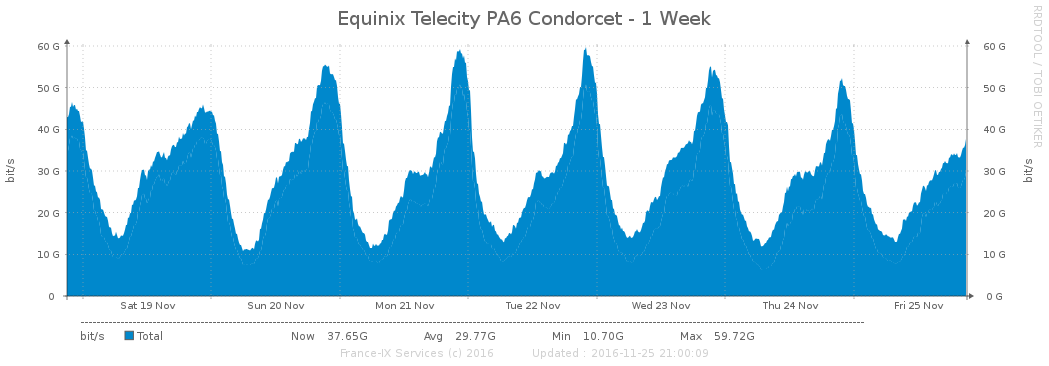 Equinix Telecity PA6 Condorcet - 1 Week
RRDTOOL / TOBI OETIKER
60 G 60 G
50 G 50 G
40 G 40 G
30 G 30 G
20 G 20 G
10 G 10 G
0 0 G
bit/s bit/s
Sat 19 Nov Sun 20 Nov Mon 21 Nov Tue 22 Nov Wed 23 Nov Thu 24 Nov Fri 25 Nov
bit/s Total Now 37.65G Avg 29.77G Min 10.70G Max 59.72G
France-IX Services (c) 2016 Updated : 2016-11-25 21:00:09